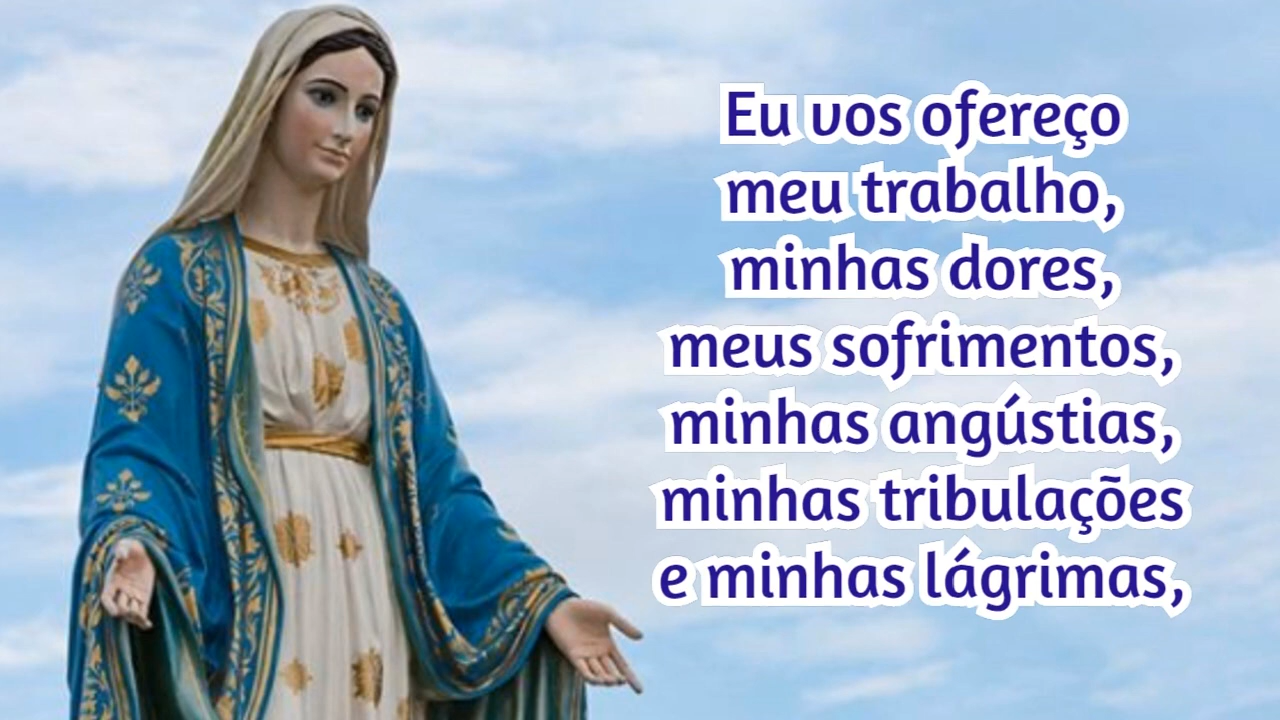 Eu vos ofereço
meu trabalho,
minhas dores,
meus sofrimentos,
minhas angústias,
minhas tribulações
e minhas lágrimas,